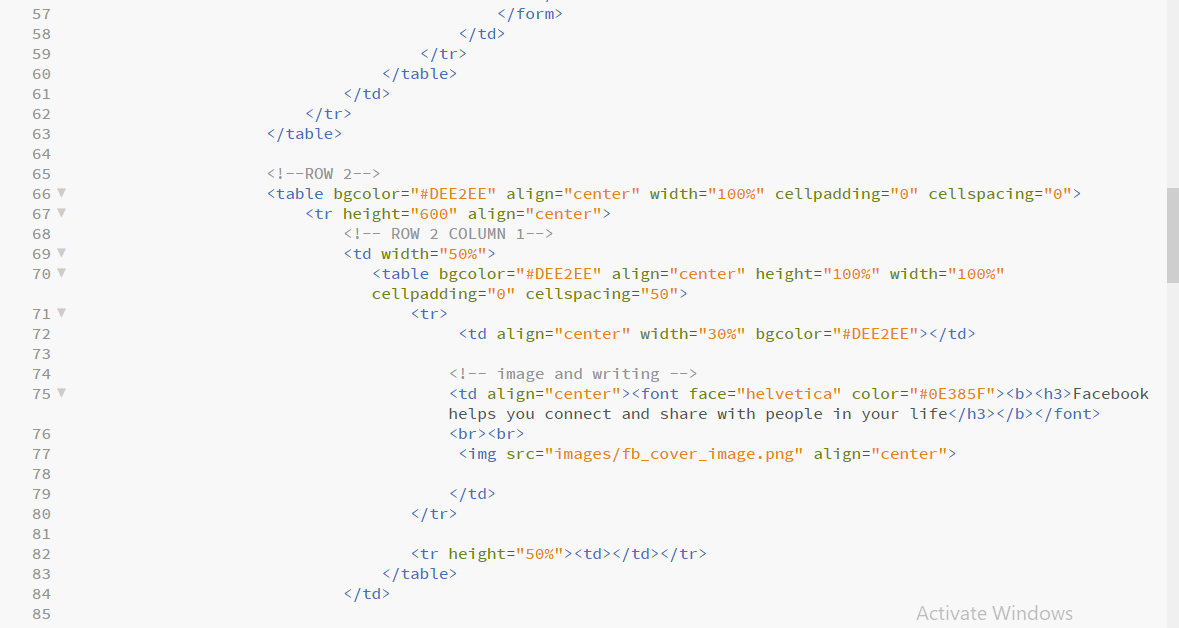 57 </form>
58 </td>
59 </tr>
60 </table>
61 </td>
62 </tr>
63 </table>
64
65 <!--ROW 2-->
66 <table bgcolor="#DEE2EE" align="center" width="100%" cellpadding="0" cellspacing="0">
67 <tr height="600" align="center">
68 <!-- ROW 2 COLUMN 1-->
69 <td width="50%">
70 <table bgcolor="#DEE2EE" align="center" height="100%" width="100%"
cellpadding="0" cellspacing="50">
71 <tr>
72 <td align="center" width="30%" bgcolor="#DEE2EE"></td>
73
74 <!-- image and writing -->
75 <td align="center"><font face="helvetica" color="#0E385F"><b><h3>Facebook
helps you connect and share with people in your life</h3></b></font>
76 <br><br>
77 <img src="images/fb_cover_image.png" align="center">
78
79 </td>
80 </tr>
81
82 <tr height="50%"><td></td></tr>
83 </table>
84 </td>
85
Activate Windows